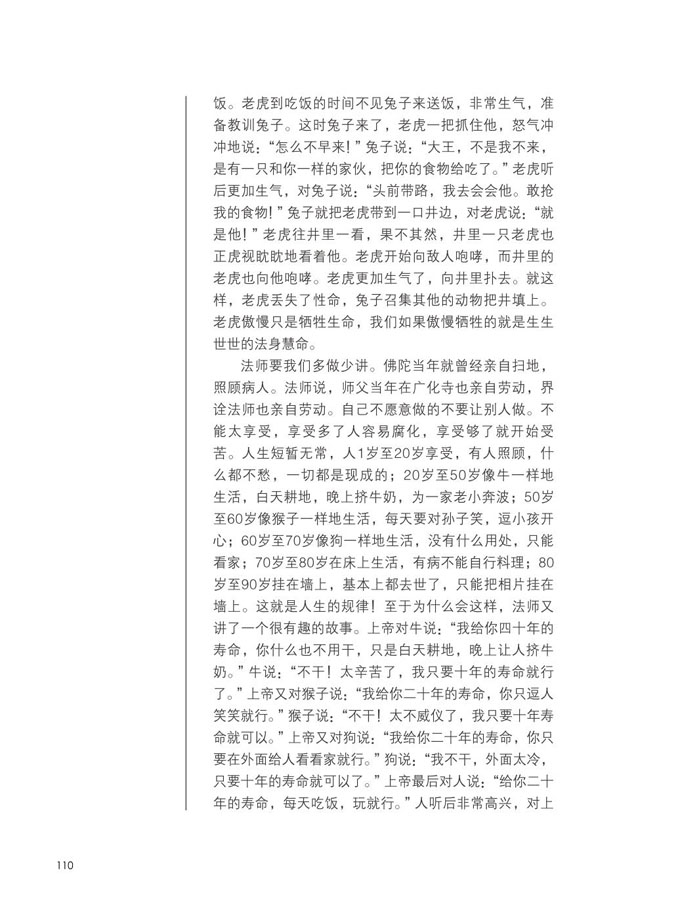 饭。老虎到吃饭的时间不见兔子来送饭，非常生气，准
备教训兔子。这时兔子来了，老虎一把抓住他，怒气冲
冲地说：“怎么不早来！”兔子说：“大王，不是我不来，
是有一只和你一样的家伙，把你的食物给吃了。”老虎听
后更加生气，对兔子说：“头前带路，我去会会他。敢抢
我的食物！”兔子就把老虎带到一口井边，对老虎说：“就
是他！”老虎往井里一看，果不其然，井里一只老虎也
正虎视眈眈地看着他。老虎开始向敌人咆哮，而井里的
老虎也向他咆哮。老虎更加生气了，向井里扑去。就这
样，老虎丢失了性命，兔子召集其他的动物把井填上。
老虎傲慢只是牺牲生命，我们如果傲慢牺牲的就是生生
世世的法身慧命。
法师要我们多做少讲。佛陀当年就曾经亲自扫地，
照顾病人。法师说，师父当年在广化寺也亲自劳动，界
诠法师也亲自劳动。自己不愿意做的不要让别人做。不
能太享受，享受多了人容易腐化，享受够了就开始受
苦。人生短暂无常，人1岁至20岁享受，有人照顾，什
么都不愁，一切都是现成的；20岁至50岁像牛一样地
生活，白天耕地，晚上挤牛奶，为一家老小奔波；50岁
至60岁像猴子一样地生活，每天要对孙子笑，逗小孩开
心；60岁至70岁像狗一样地生活，没有什么用处，只能
看家；70岁至80岁在床上生活，有病不能自行料理；80
岁至90岁挂在墙上，基本上都去世了，只能把相片挂在
墙上。这就是人生的规律！至于为什么会这样，法师又
讲了一个很有趣的故事。上帝对牛说：“我给你四十年的
寿命，你什么也不用干，只是白天耕地，晚上让人挤牛
奶。”牛说：“不干！太辛苦了，我只要十年的寿命就行
了。”上帝又对猴子说：“我给你二十年的寿命，你只逗人
笑笑就行。”猴子说：“不干！太不威仪了，我只要十年寿
命就可以。”上帝又对狗说：“我给你二十年的寿命，你只
要在外面给人看看家就行。”狗说：“我不干，外面太冷，
只要十年的寿命就可以了。”上帝最后对人说：“给你二十
年的寿命，每天吃饭，玩就行。”人听后非常高兴，对上
110